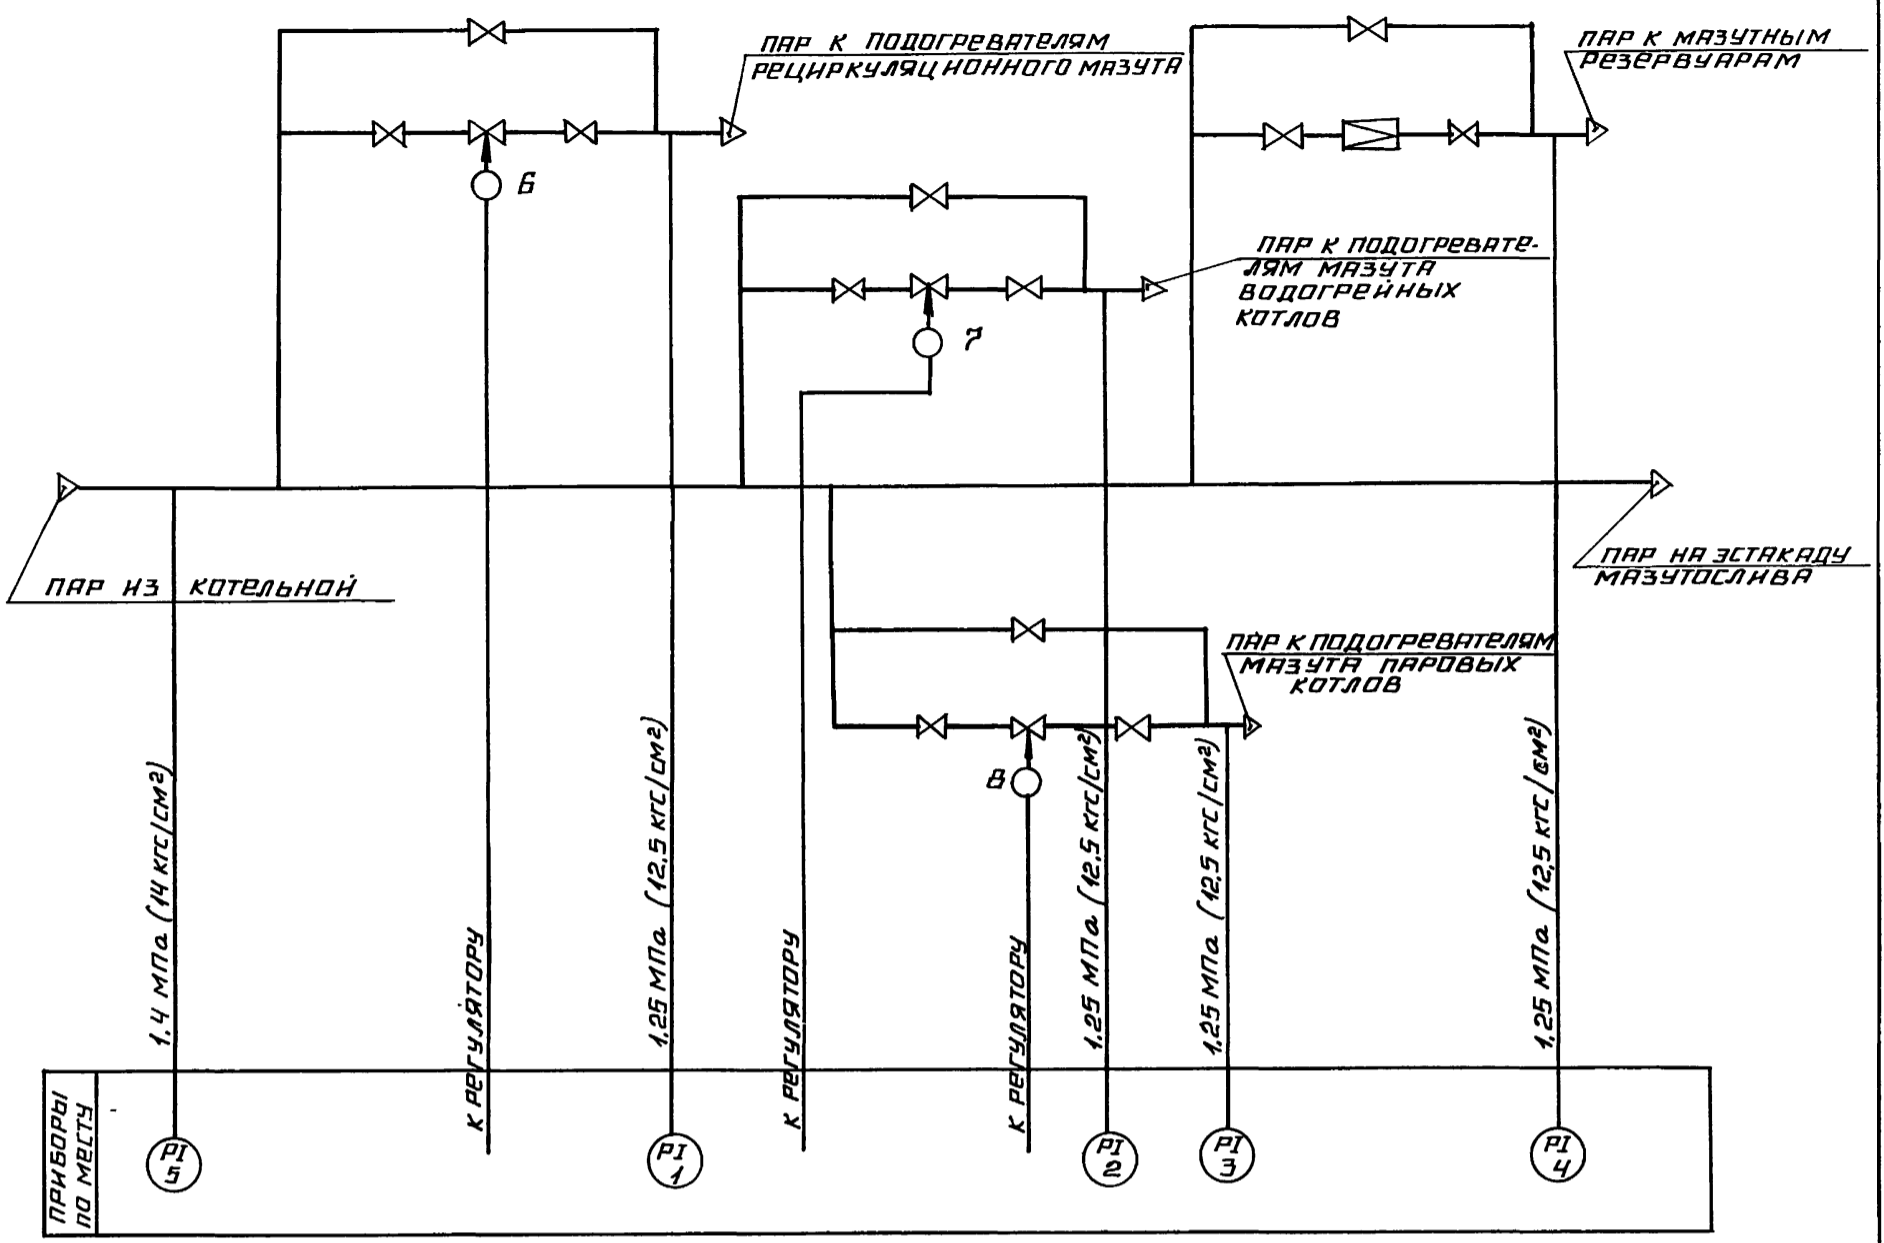 ПАР К ПОДОГРЕВАТЕЛЯМ
РЕЦИРКУЛЯЦИОННОГО МАЗУТА
ПАР К МАЗУТНЫМ
РЕЗЕРВУАРАМ
6
ПАР К ПОДОГРЕВАТЕ-
ЛЯМ МАЗУТА
ВОДОГРЕЙНЫХ
КОТЛОВ
7
ПАР ИЗ КОТЕЛЬНОЙ
ПАР НА ЭСТАКАДУ
МАЗУТОСЛИВА
ПАР К ПОДОГРЕВАТЕЛЯМ
МАЗУТА ПАРОВЫХ
КОТЛОВ
8
1,4 МПа (14 кгс/см²)
К РЕГУЛЯТОРУ
1,25 МПа (12,5 кгс/см²)
К РЕГУЛЯТОРУ
К РЕГУЛЯТОРУ
1,25 МПа (12,5 кгс/см²)
1,25 МПа (12,5 кгс/см²)
1,25 МПа (12,5 кгс/см²)
ПРИБОРЫ
ПО МЕСТУ
PI
5
PI
1
PI
2
PI
3
PI
4